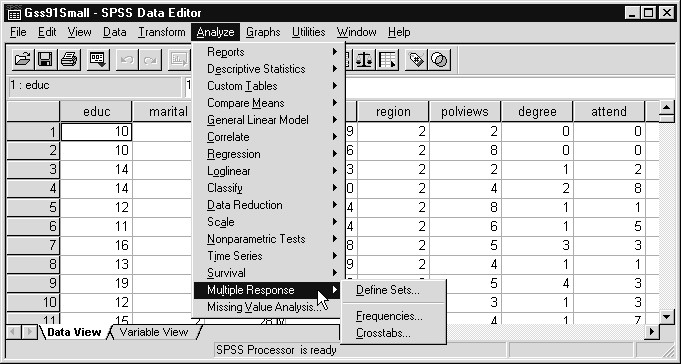 Gss91Small - SPSS Data Editor
File Edit View Data Transform Analyze Graphs Utilities Window Help
Reports
1 : educ
Descriptive Statistics
Custom Tables
Compare Means
General Linear Model
Correlate
Regression
Loglinear
Classify
Data Reduction
Scale
Nonparametric Tests
Time Series
Survival
Multiple Response
Missing Value Analysis...
Define Sets...
Frequencies...
Crosstabs...
educ marital region polviews degree attend
1 10 9 2 2 0 0
2 10 6 2 8 0 0
3 14 3 2 2 1 2
4 14 0 2 4 2 8
5 12 4 2 8 1 1
6 11 4 2 6 1 5
7 16 8 2 5 3 3
8 13 9 2 4 1 1
9 19 2 5 4 3
10 12 1 3
11 15 2 28 1 7
Data View Variable View
SPSS Processor is ready